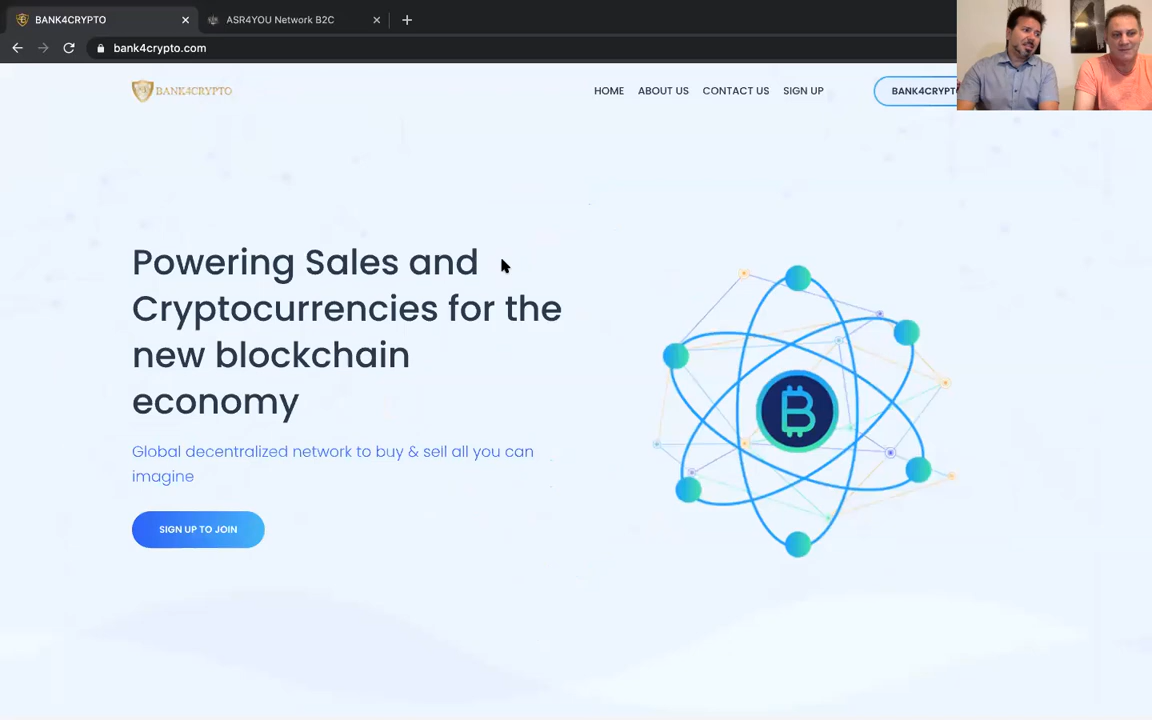 BANK4CRYPTO
ASR4YOU Network B2C
bank4crypto.com
BANK4CRYPTO
HOME ABOUT US CONTACT US SIGN UP
Powering Sales and
Cryptocurrencies for the
new blockchain
economy
Global decentralized network to buy & sell all you can
imagine
SIGN UP TO JOIN